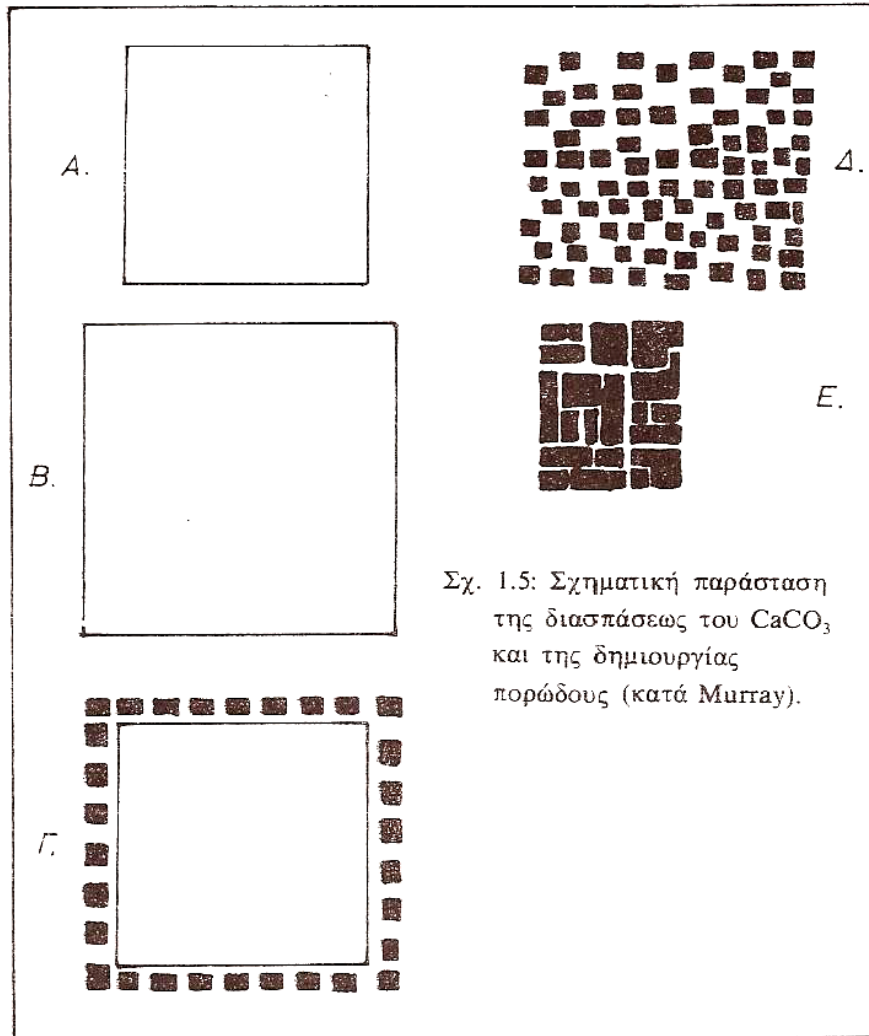 Α.
Β.
Γ.
Δ.
Ε.
Σχ. 1.5: Σχηματική παράσταση
της διασπάσεως του CaCO₃
και της δημιουργίας
πορώδους (κατά Murray).